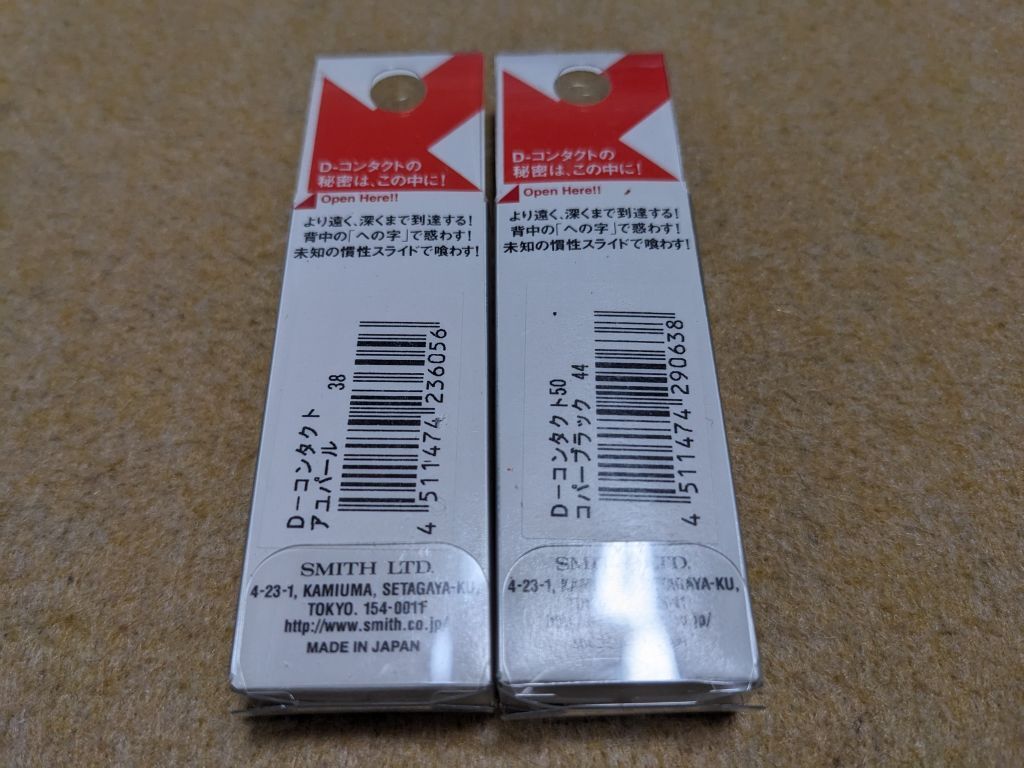 D-コンタクトの
秘密は、この中に!
Open Here!!
より遠く、深くまで到達する!
背中の「への字」で惑わす!
未知の慣性スライドで喰わす!
D-コンタクト
アユパール 38
4 511474 236056
SMITH LTD.
4-23-1, KAMIUMA, SETAGAYA-KU,
TOKYO. 154-0011
http://www.smith.co.jp/
MADE IN JAPAN
D-コンタクトの
秘密は、この中に!
Open Here!!
より遠く、深くまで到達する!
背中の「への字」で惑わす!
未知の慣性スライドで喰わす!
D-コンタクト50
コパーブラック 44
4 511474 290638
SMITH LTD.
4-23-1, SETAGAYA-KU,